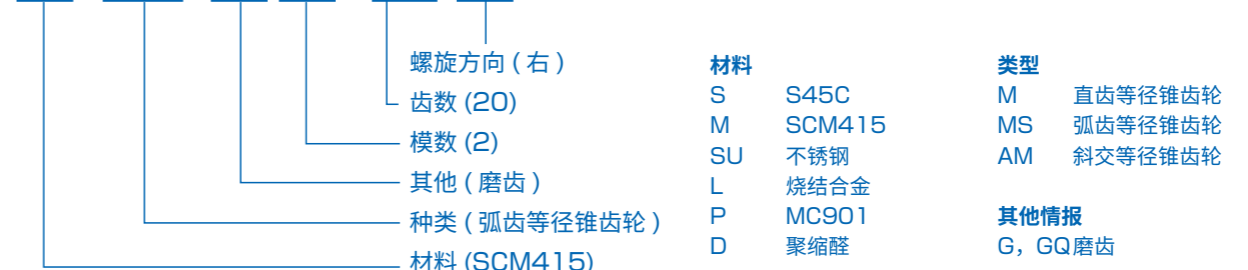 螺旋方向 ( 右 )
齿数 (20)
模数 (2)
其他 ( 磨齿 )
种类 ( 弧齿等径锥齿轮 )
材料 (SCM415)
材料
S S45C
M SCM415
SU 不锈钢
L 烧结合金
P MC901
D 聚缩醛
类型
M 直齿等径锥齿轮
MS 弧齿等径锥齿轮
AM 斜交等径锥齿轮
其他情报
G，GQ磨齿